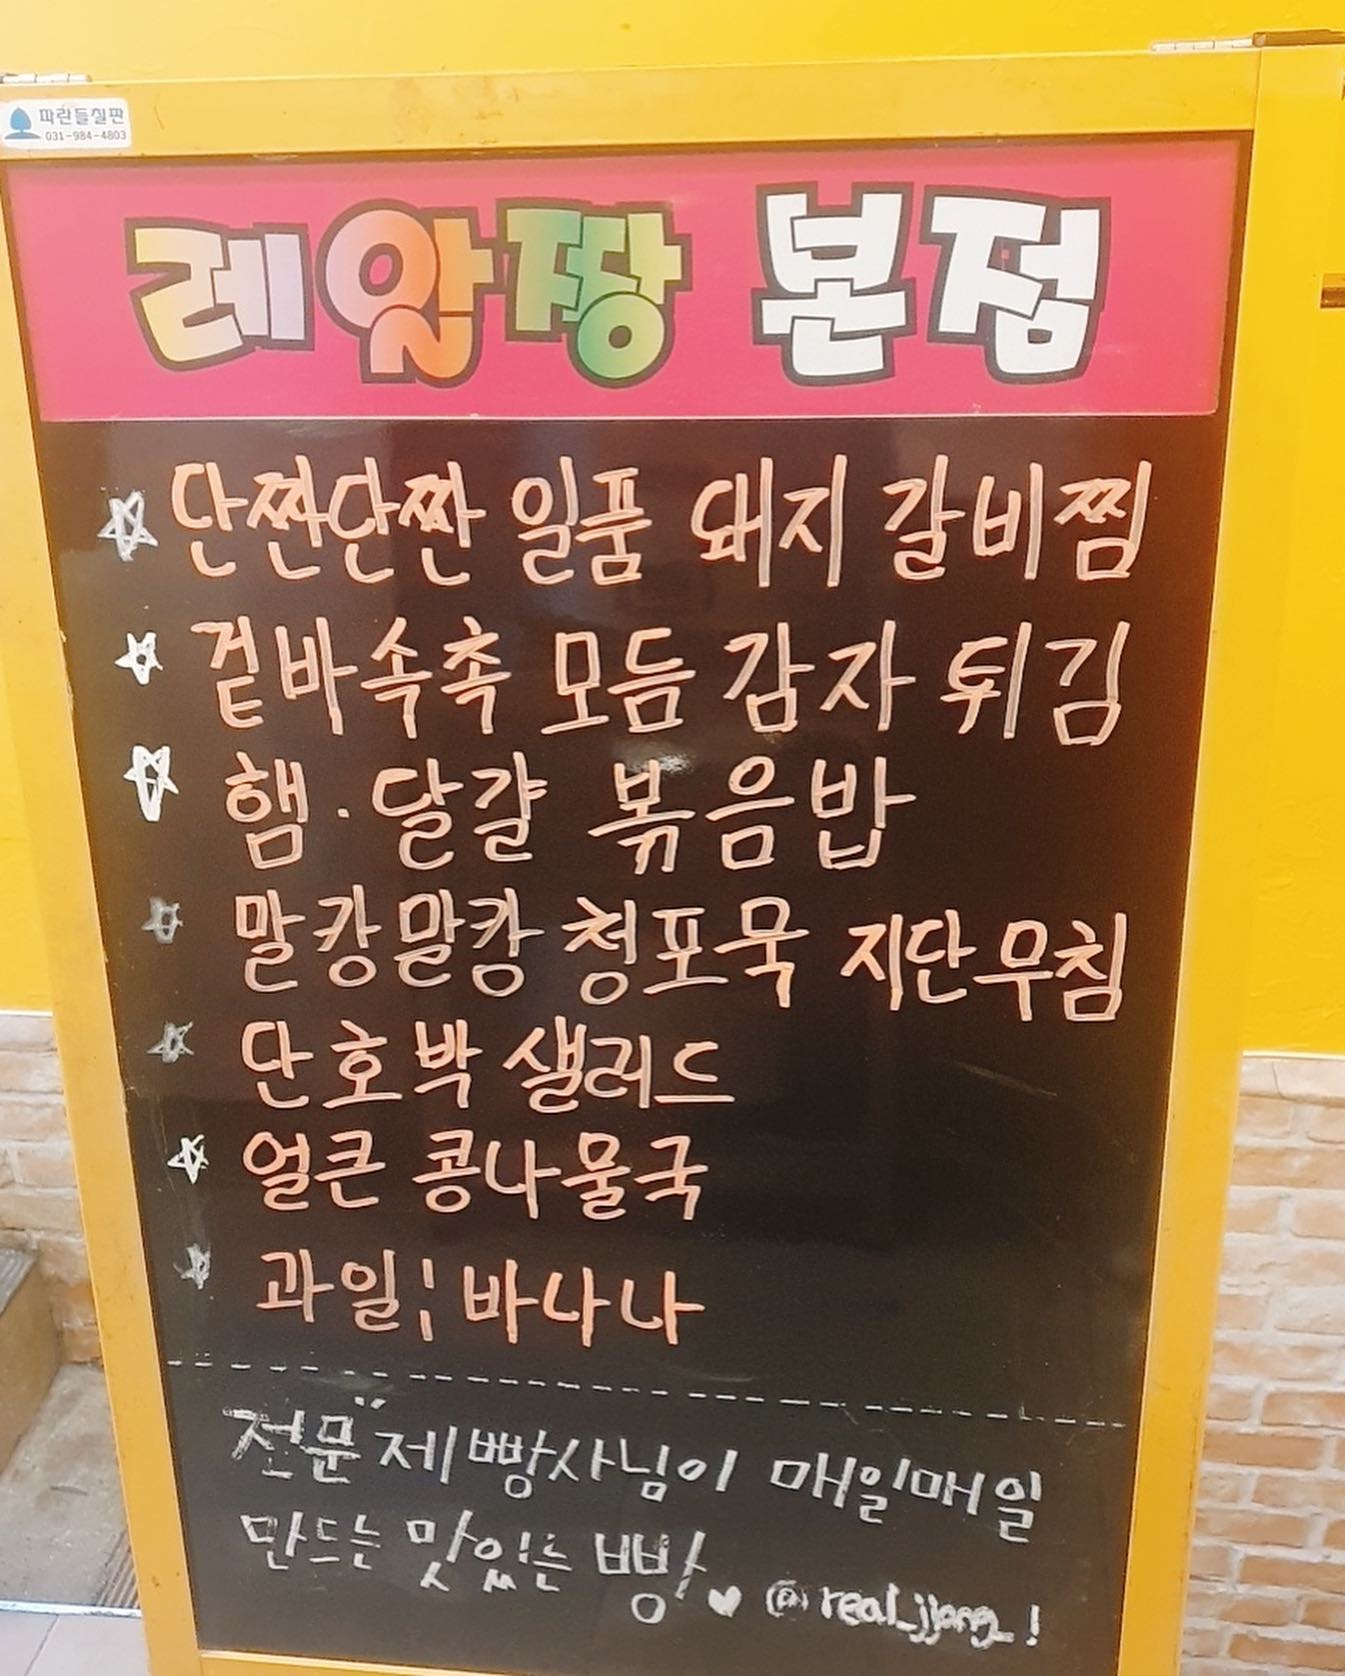 파란들칠판
031-984-4803
레알짱 본점
단짠단짠 일품 돼지 갈비찜
겉바속촉 모듬 감자 튀김
햄·달걀 볶음밥
말캉말캉 청포묵 지단무침
단호박 샐러드
얼큰 콩나물국
과일 : 바나나
전문" 제빵사님이 매일매일
만드는 맛있는 빵 ♥ @real_jjang_!